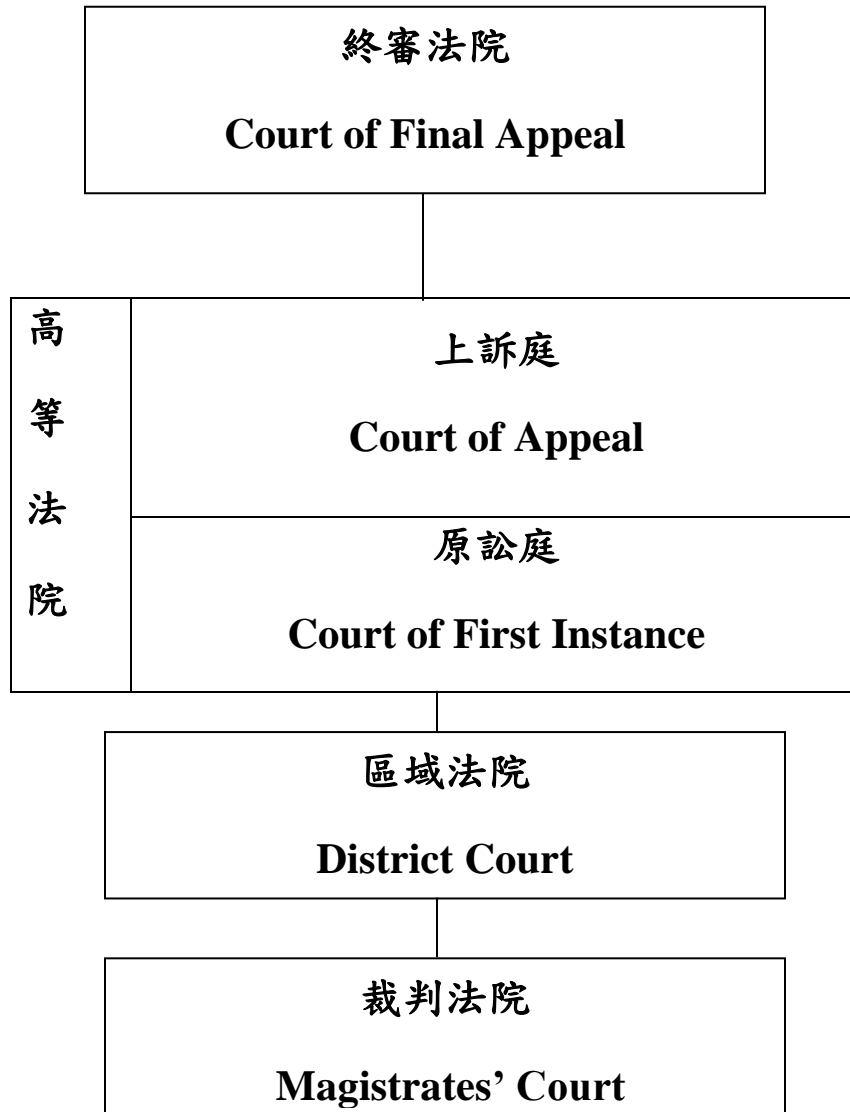 終審法院
Court of Final Appeal
高
等
法
院
上訴庭
Court of Appeal
原訟庭
Court of First Instance
區域法院
District Court
裁判法院
Magistrates’ Court